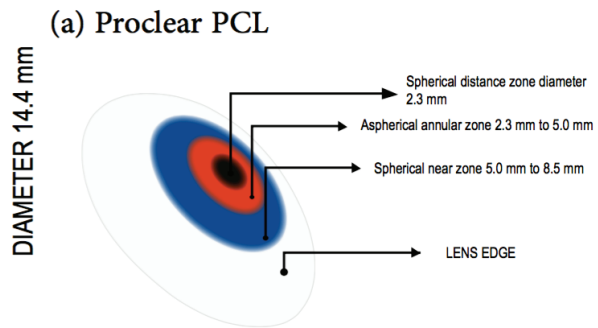 (a) Proclear PCL
DIAMETER 14.4 mm
Spherical distance zone diameter
2.3 mm
Aspherical annular zone 2.3 mm to 5.0 mm
Spherical near zone 5.0 mm to 8.5 mm
LENS EDGE